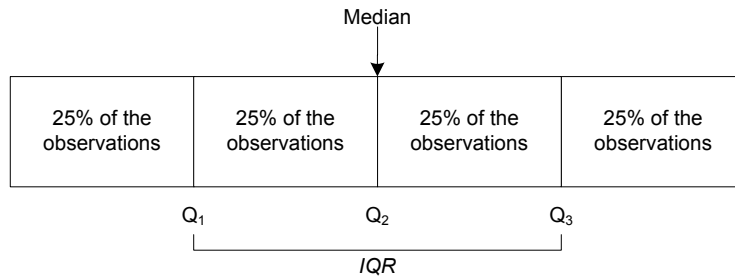 Median
25% of the
observations
25% of the
observations
25% of the
observations
25% of the
observations
Q₁
Q₂
Q₃
IQR